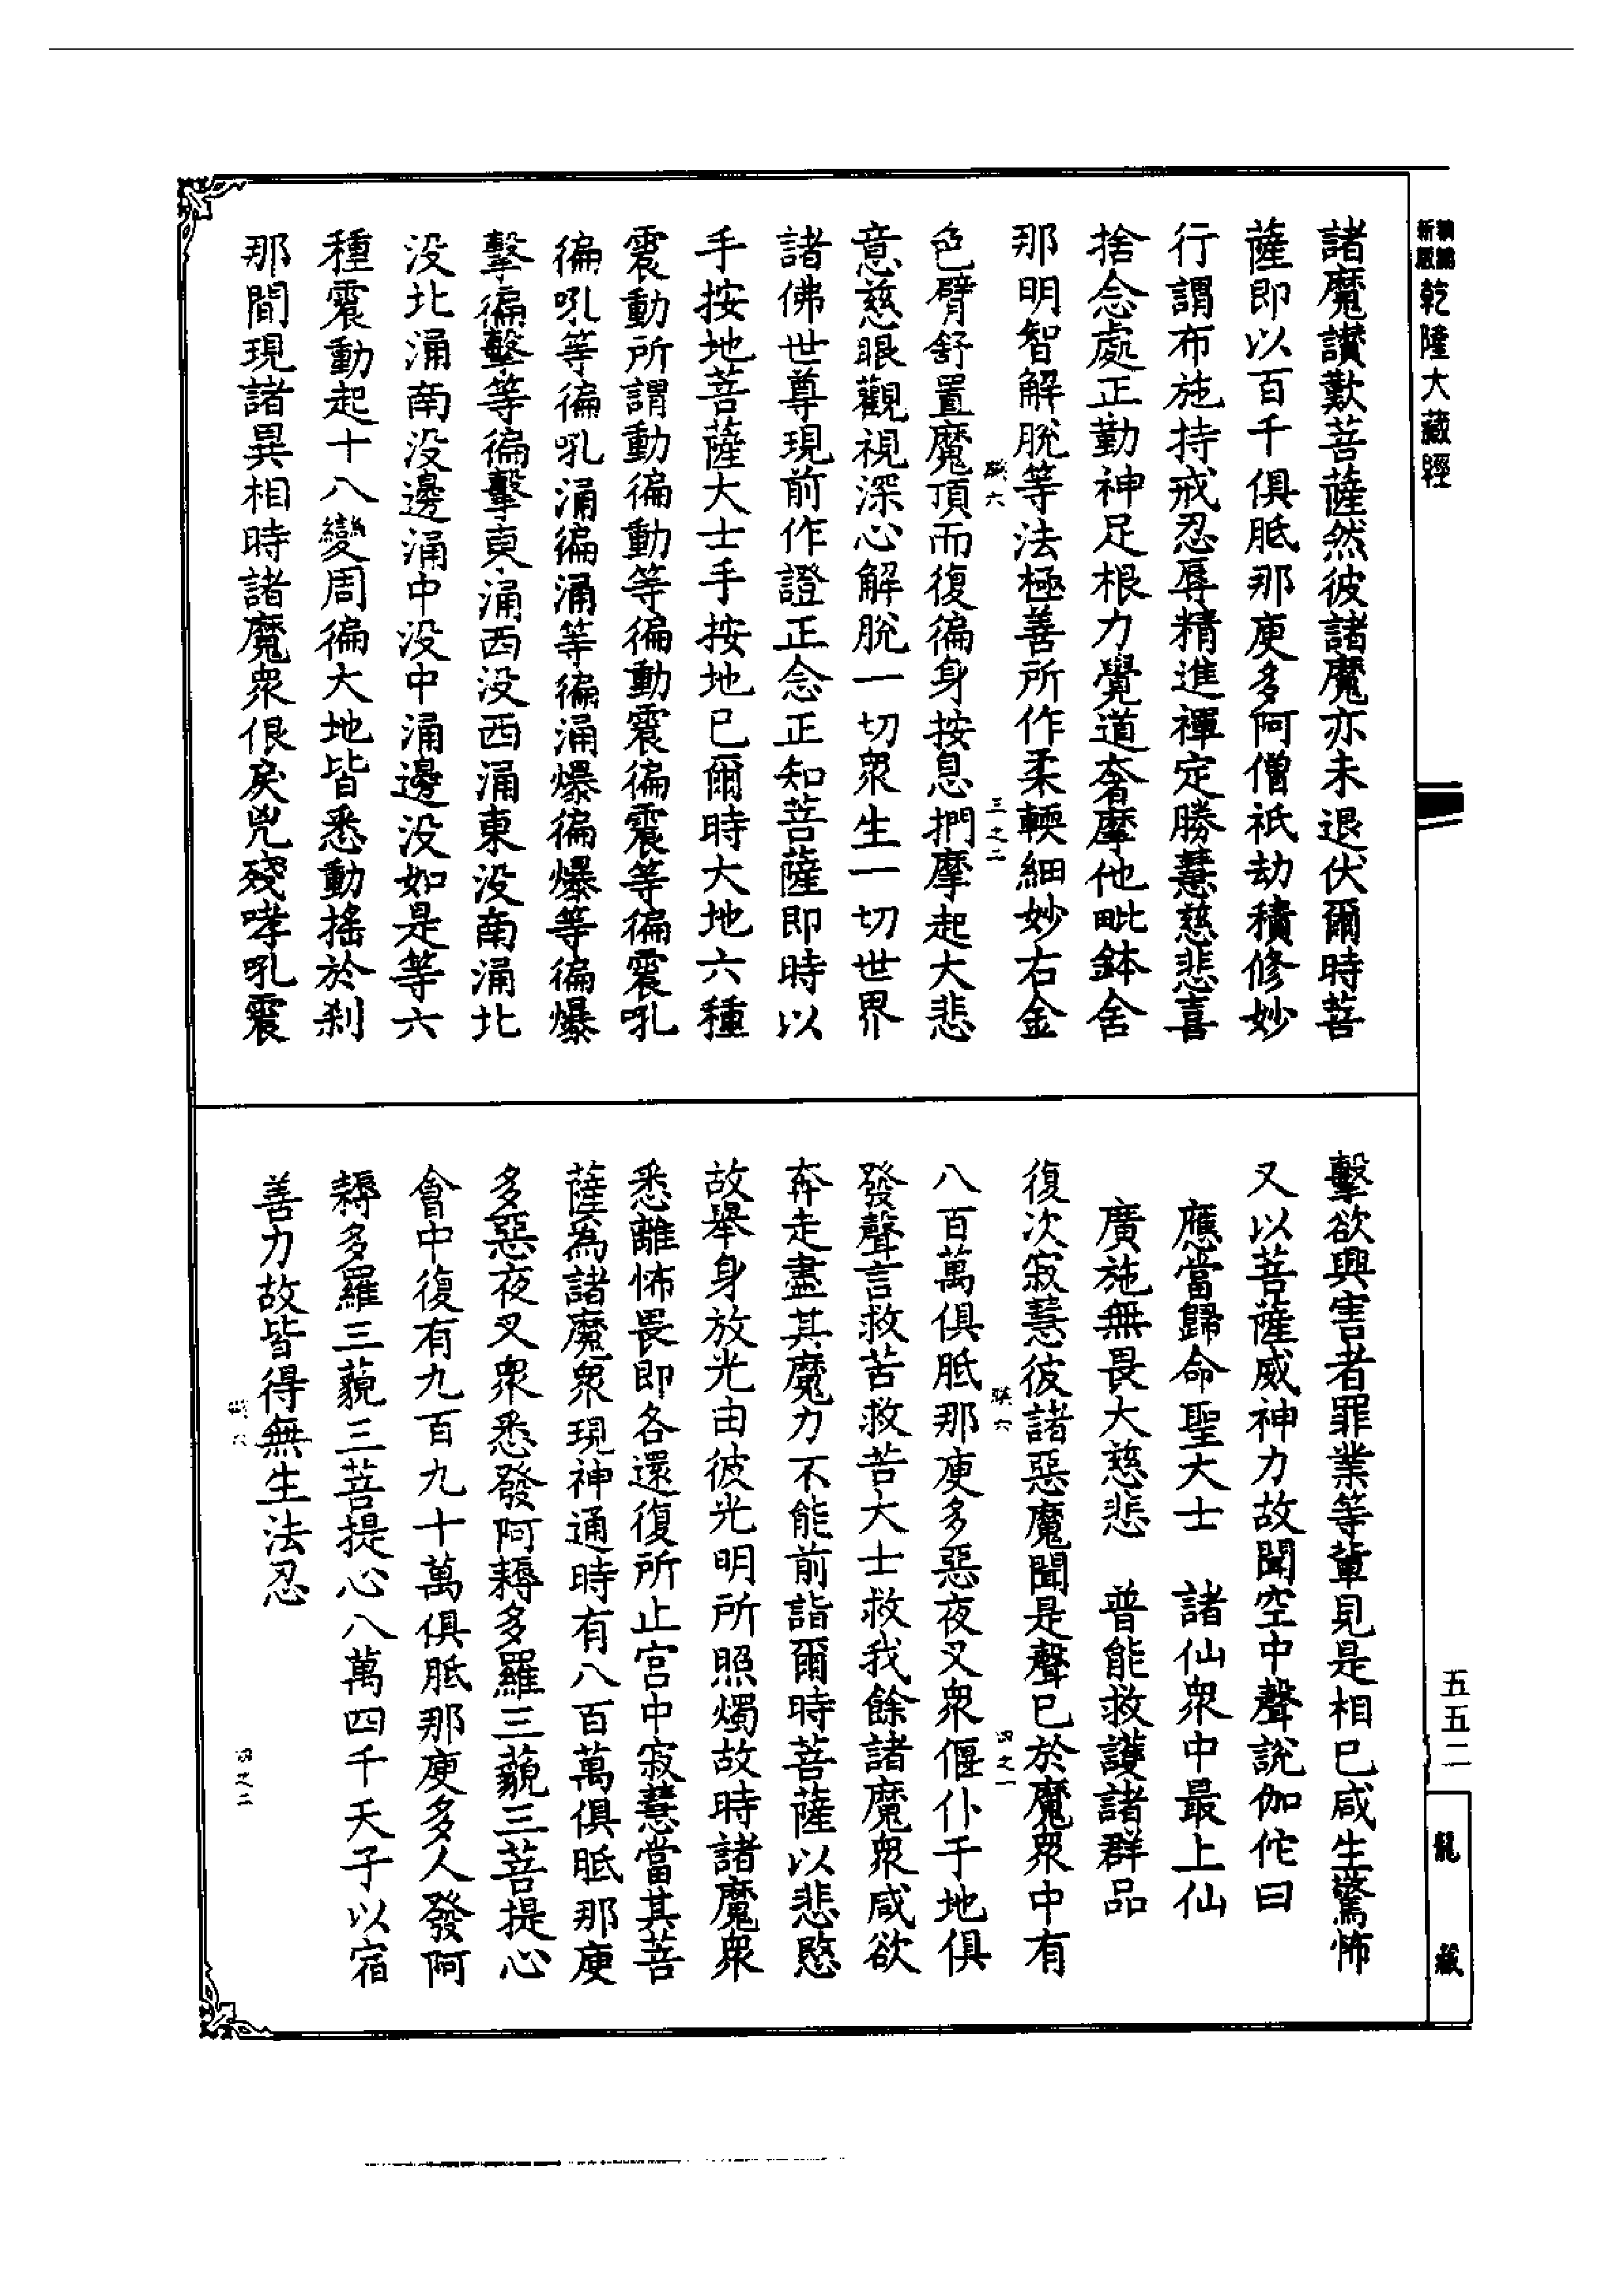 諸魔讃歎菩薩然彼諸魔亦未退伏爾時菩
薩即以百千俱胝那庾多阿僧祇劫積修妙
行謂布施持戒忍辱精進禪定勝慧慈悲喜
捨念處正勤神足根力覺道奢摩他毗鉢舍
那明智解脫等法極善所作柔輭細妙右金
色臂舒置魔頂而復徧身按息捫摩起大悲
意慈眼觀視深心解脫一切衆生一切世界
諸佛世尊現前作證正念正知菩薩即時以
手按地菩薩大士手按地已爾時大地六種
震動所謂動徧動等徧動震徧震等徧震吼
徧吼等徧吼涌徧涌等徧涌爆徧爆等徧爆
擊徧擊等徧擊東涌西没西涌東没南涌北
没北涌南没邊涌中没中涌邊没如是等六
種震動起十八變周徧大地皆悉動搖於剎
那間現諸異相時諸魔衆佷戾兇殘哮吼震
三之二
乾隆大藏經
擊欲興害者罪業等輩見是相已咸生驚怖
又以菩薩威神力故聞空中聲說伽佗曰
應當歸命聖大士　諸仙衆中最上仙
廣施無畏大慈悲　普能救護諸群品
復次寂慧彼諸惡魔聞是聲已於魔衆中有
八百萬俱胝那庾多惡夜叉衆偃仆于地俱
發聲言救苦救苦大士救我餘諸魔衆咸欲
奔走盡其魔力不能前詣爾時菩薩以悲愍
故舉身放光由彼光明所照燭故時諸魔衆
悉離怖畏即各還復所止宫中寂慧當其菩
薩為諸魔衆現神通時有八百萬俱胝那庾
多惡夜叉衆悉發阿耨多羅三藐三菩提心
會中復有九百九十萬俱胝那庾多人發阿
耨多羅三藐三菩提心八萬四千天子以宿
善力故皆得無生法忍
四之一
四之二
五五二
龍藏